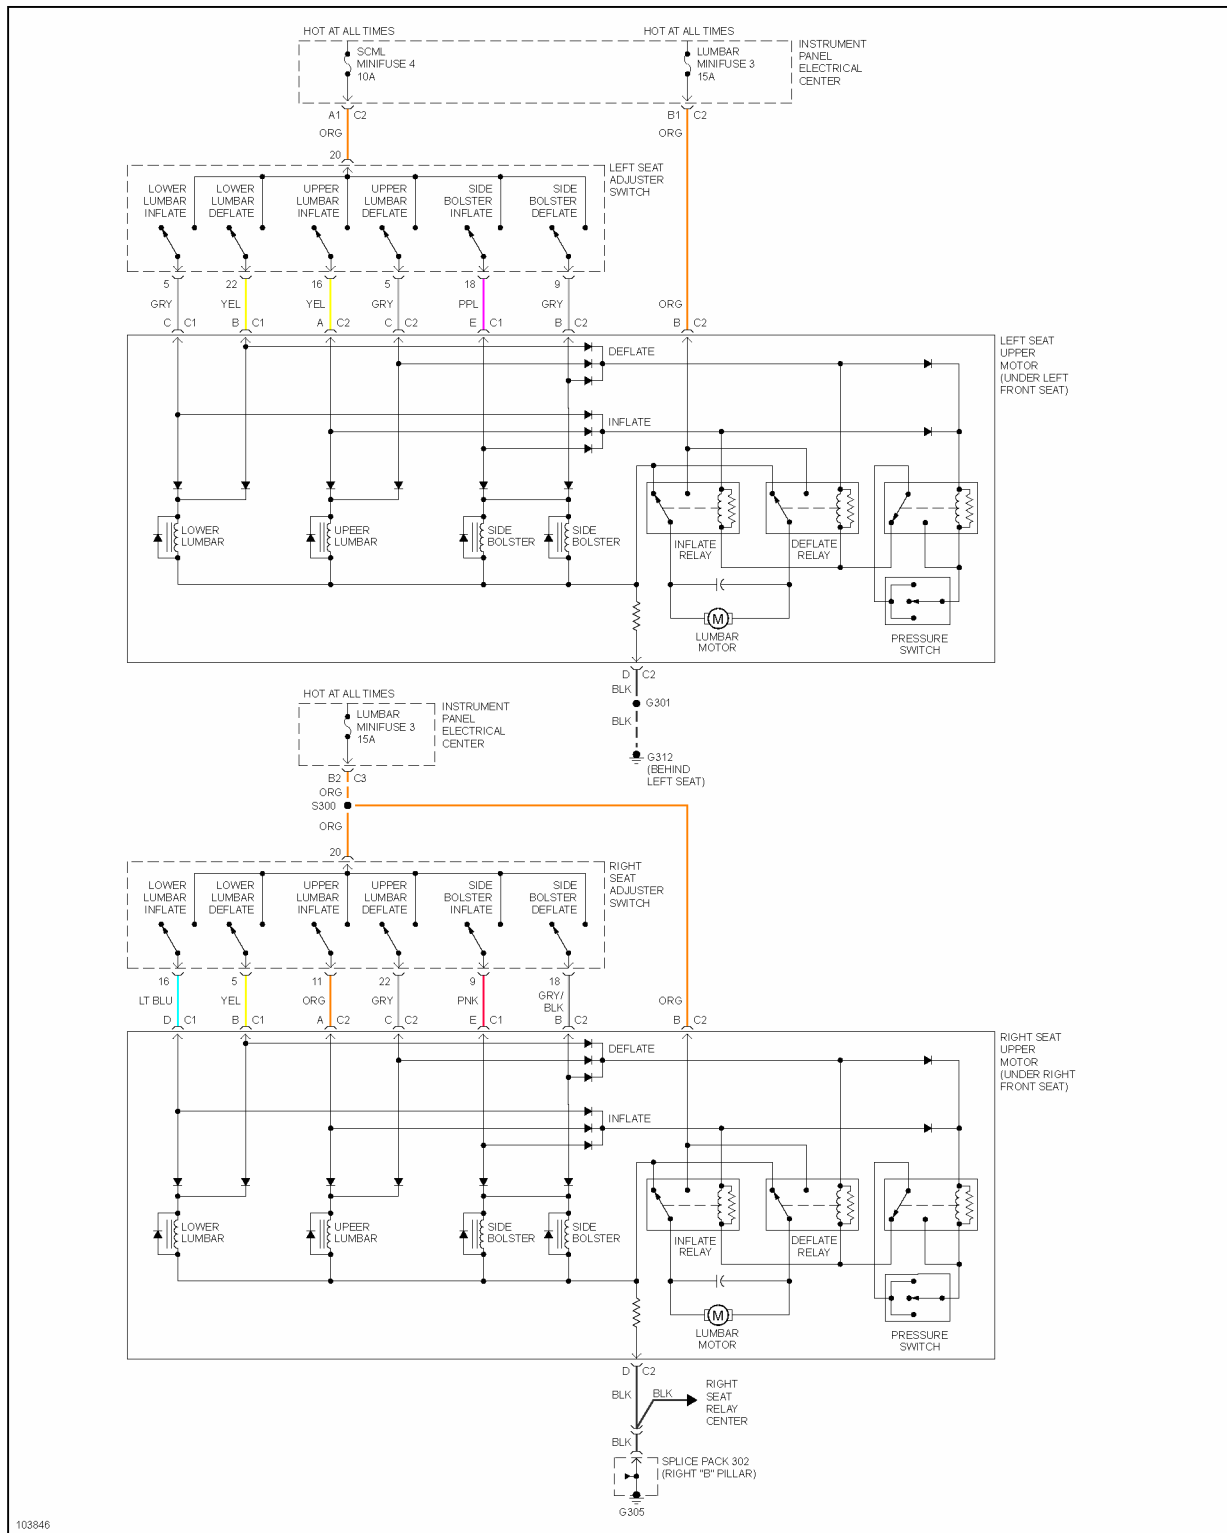 HOT AT ALL TIMES
HOT AT ALL TIMES
SCML
MINIFUSE 4
10A
LUMBAR
MINIFUSE 3
15A
INSTRUMENT
PANEL
ELECTRICAL
CENTER
A1 C2
B1 C2
ORG
ORG
20
LEFT SEAT
ADJUSTER
SWITCH
LOWER
LUMBAR
INFLATE
LOWER
LUMBAR
DEFLATE
UPPER
LUMBAR
INFLATE
UPPER
LUMBAR
DEFLATE
SIDE
BOLSTER
INFLATE
SIDE
BOLSTER
DEFLATE
5 22 16 5 18 9
GRY YEL YEL GRY PPL GRY ORG
C C1 B C1 A C2 C C2 E C1 B C2 B C2
LEFT SEAT
UPPER
MOTOR
(UNDER LEFT
FRONT SEAT)
DEFLATE
INFLATE
LOWER
LUMBAR
UPEER
LUMBAR
SIDE
BOLSTER
SIDE
BOLSTER
INFLATE
RELAY
DEFLATE
RELAY
M
LUMBAR
MOTOR
PRESSURE
SWITCH
D C2
BLK
G301
BLK
G312
(BEHIND
LEFT SEAT)
HOT AT ALL TIMES
LUMBAR
MINIFUSE 3
15A
INSTRUMENT
PANEL
ELECTRICAL
CENTER
B2 C3
ORG
S300
ORG
20
RIGHT
SEAT
ADJUSTER
SWITCH
LOWER
LUMBAR
INFLATE
LOWER
LUMBAR
DEFLATE
UPPER
LUMBAR
INFLATE
UPPER
LUMBAR
DEFLATE
SIDE
BOLSTER
INFLATE
SIDE
BOLSTER
DEFLATE
16 5 11 22 9 18
LT BLU YEL ORG GRY PNK GRY/
BLK ORG
D C1 B C1 A C2 C C2 E C1 B C2 B C2
RIGHT SEAT
UPPER
MOTOR
(UNDER RIGHT
FRONT SEAT)
DEFLATE
INFLATE
LOWER
LUMBAR
UPEER
LUMBAR
SIDE
BOLSTER
SIDE
BOLSTER
INFLATE
RELAY
DEFLATE
RELAY
M
LUMBAR
MOTOR
PRESSURE
SWITCH
D C2
BLK
BLK
RIGHT
SEAT
RELAY
CENTER
BLK
SPLICE PACK 302
(RIGHT "B" PILLAR)
G305
103846